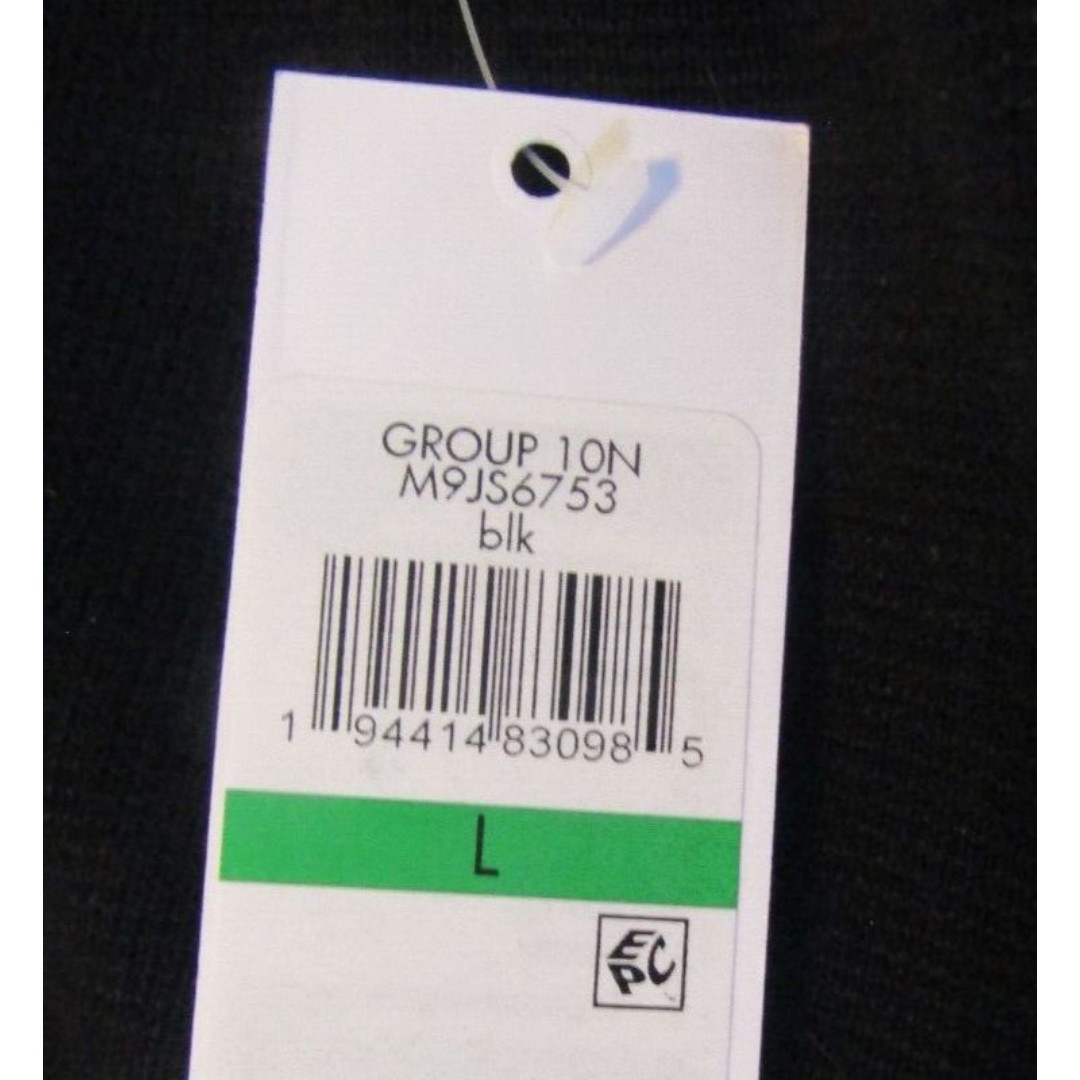 GROUP 10N
M9JS6753
blk
1 94414 83098 5
L
EPC